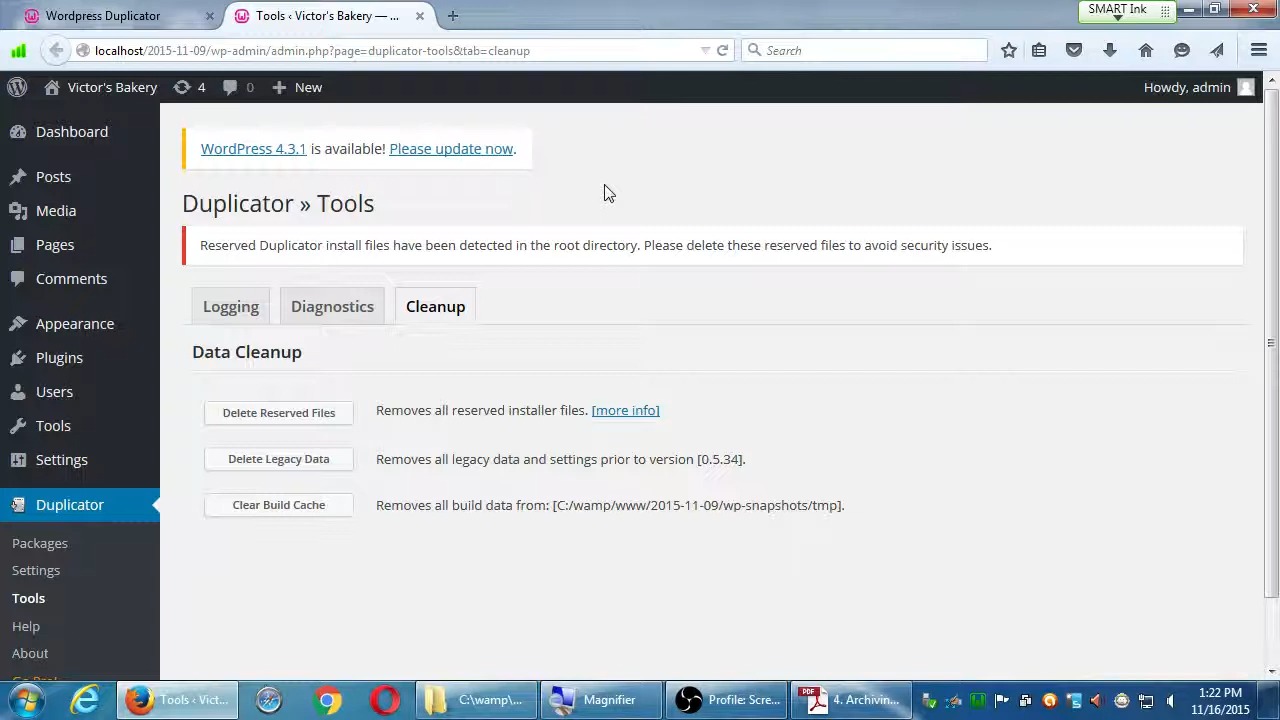 Wordpress Duplicator
Tools ‹ Victor's Bakery — ...
SMART Ink
localhost/2015-11-09/wp-admin/admin.php?page=duplicator-tools&tab=cleanup
Search
Victor's Bakery
4
0
New
Howdy, admin
Dashboard
Posts
Media
Pages
Comments
Appearance
Plugins
Users
Tools
Settings
Duplicator
Packages
Settings
Tools
Help
About
WordPress 4.3.1 is available! Please update now.
Duplicator » Tools
Reserved Duplicator install files have been detected in the root directory. Please delete these reserved files to avoid security issues.
Logging
Diagnostics
Cleanup
Data Cleanup
Delete Reserved Files
Removes all reserved installer files. [more info]
Delete Legacy Data
Removes all legacy data and settings prior to version [0.5.34].
Clear Build Cache
Removes all build data from: [C:/wamp/www/2015-11-09/wp-snapshots/tmp].
Tools ‹ Vict...
C:\wamp\...
Magnifier
Profile: Scre...
PDF
4. Archivin...
1:22 PM
11/16/2015